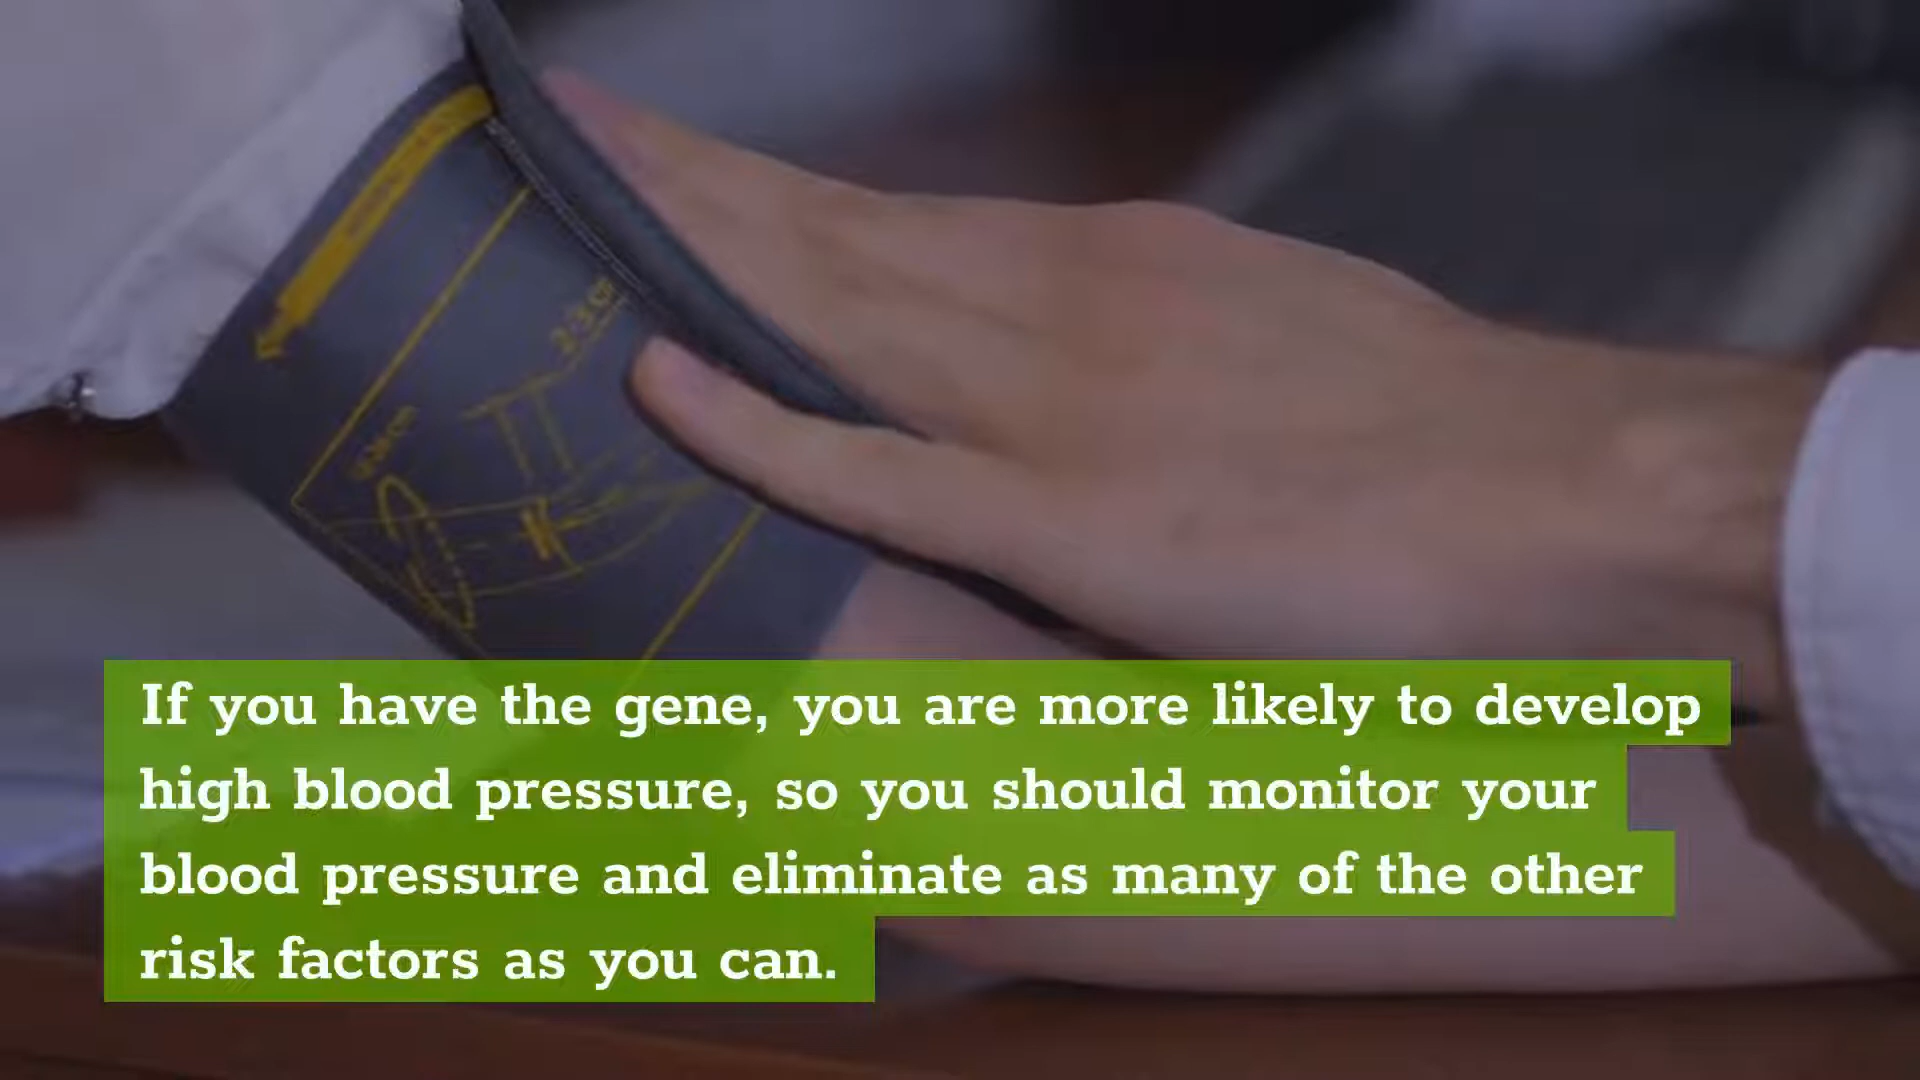 If you have the gene, you are more likely to develop
high blood pressure, so you should monitor your
blood pressure and eliminate as many of the other
risk factors as you can.